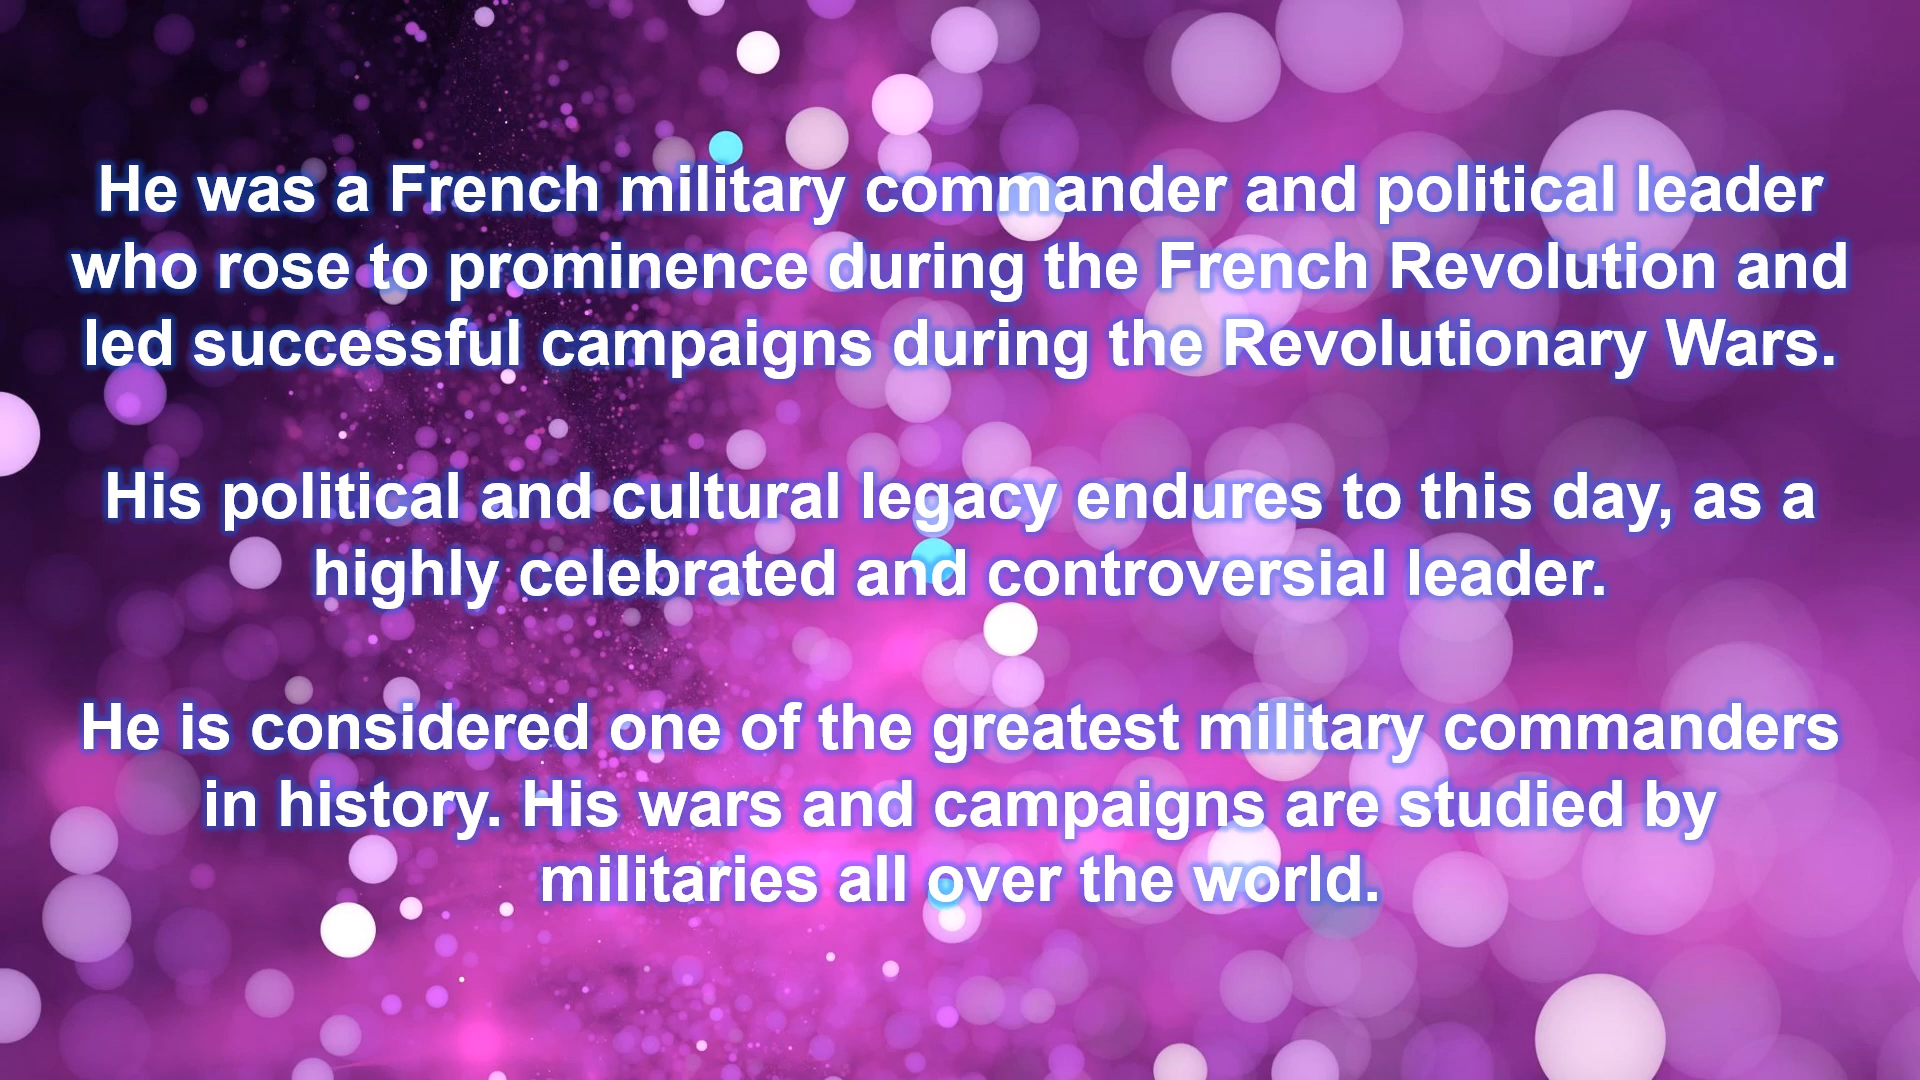 He was a French military commander and political leader
who rose to prominence during the French Revolution and
led successful campaigns during the Revolutionary Wars.
His political and cultural legacy endures to this day, as a
highly celebrated and controversial leader.
He is considered one of the greatest military commanders
in history. His wars and campaigns are studied by
militaries all over the world.